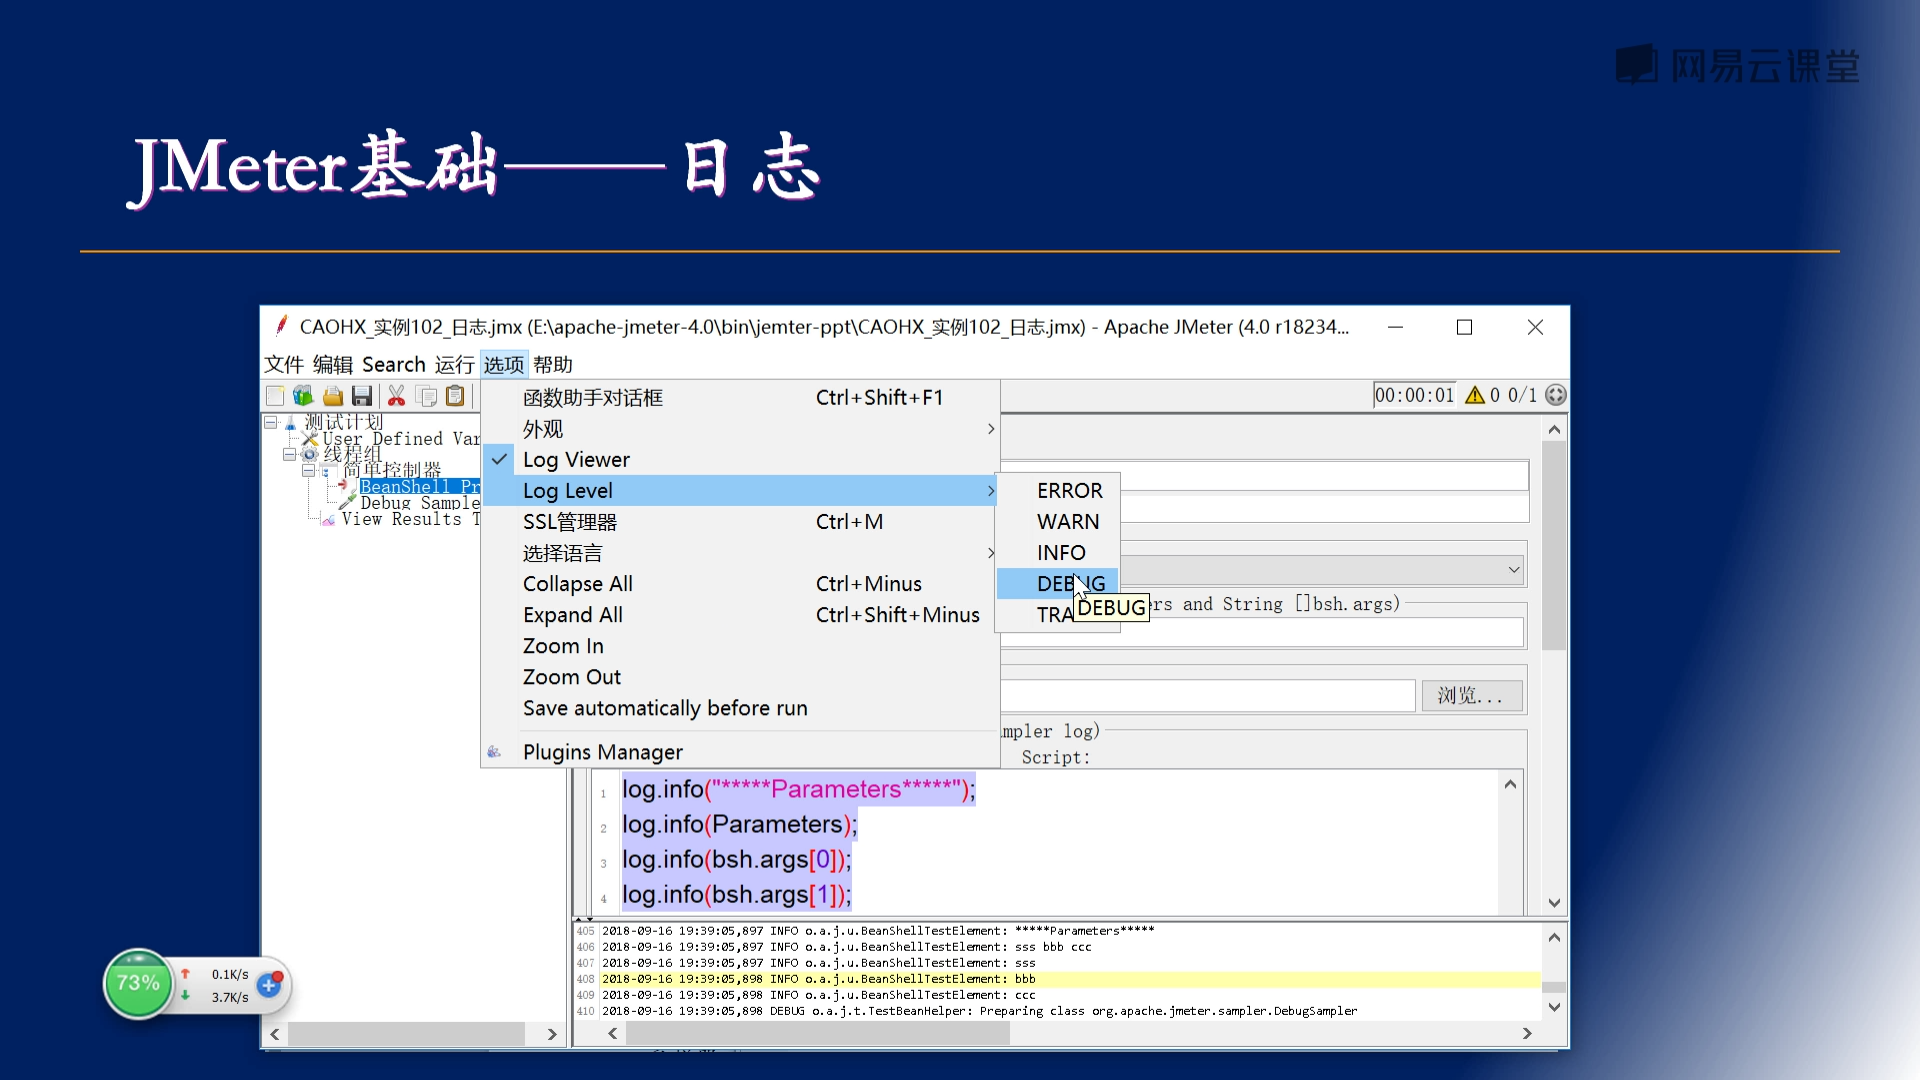 网易云课堂
JMeter基础——日志
CAOHX_实例102_日志.jmx (E:\apache-jmeter-4.0\bin\jemter-ppt\CAOHX_实例102_日志.jmx) - Apache JMeter (4.0 r18234...
文件 编辑 Search 运行 选项 帮助
00:00:01 0 0/1
测试计划
User Defined Var
线程组
简单控制器
BeanShell Pr
Debug Sample
View Results T
函数助手对话框 Ctrl+Shift+F1
外观
Log Viewer
Log Level
SSL管理器 Ctrl+M
选择语言
Collapse All Ctrl+Minus
Expand All Ctrl+Shift+Minus
Zoom In
Zoom Out
Save automatically before run
Plugins Manager
ERROR
WARN
INFO
DEBUG
TRA
DEBUG
rs and String []bsh.args)
浏览...
mpler log)
Script:
1 log.info("*****Parameters*****");
2 log.info(Parameters);
3 log.info(bsh.args[0]);
4 log.info(bsh.args[1]);
405 2018-09-16 19:39:05,897 INFO o.a.j.u.BeanShellTestElement: *****Parameters*****
406 2018-09-16 19:39:05,897 INFO o.a.j.u.BeanShellTestElement: sss bbb ccc
407 2018-09-16 19:39:05,897 INFO o.a.j.u.BeanShellTestElement: sss
408 2018-09-16 19:39:05,898 INFO o.a.j.u.BeanShellTestElement: bbb
409 2018-09-16 19:39:05,898 INFO o.a.j.u.BeanShellTestElement: ccc
410 2018-09-16 19:39:05,898 DEBUG o.a.j.t.TestBeanHelper: Preparing class org.apache.jmeter.sampler.DebugSampler
73%
0.1K/s
3.7K/s